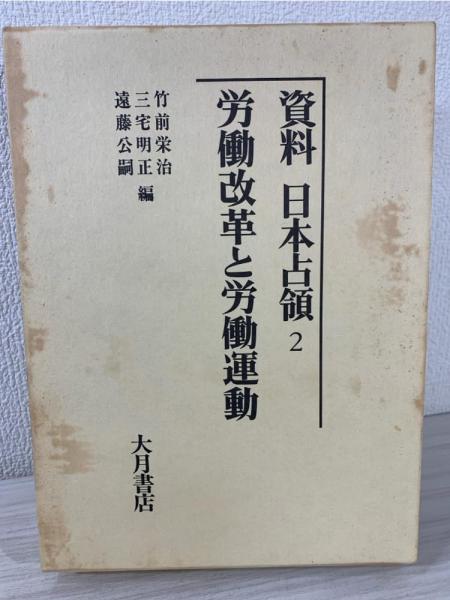 資料 日本占領 2
労働改革と労働運動
竹前栄治
三宅明正 編
遠藤公嗣
大月書店